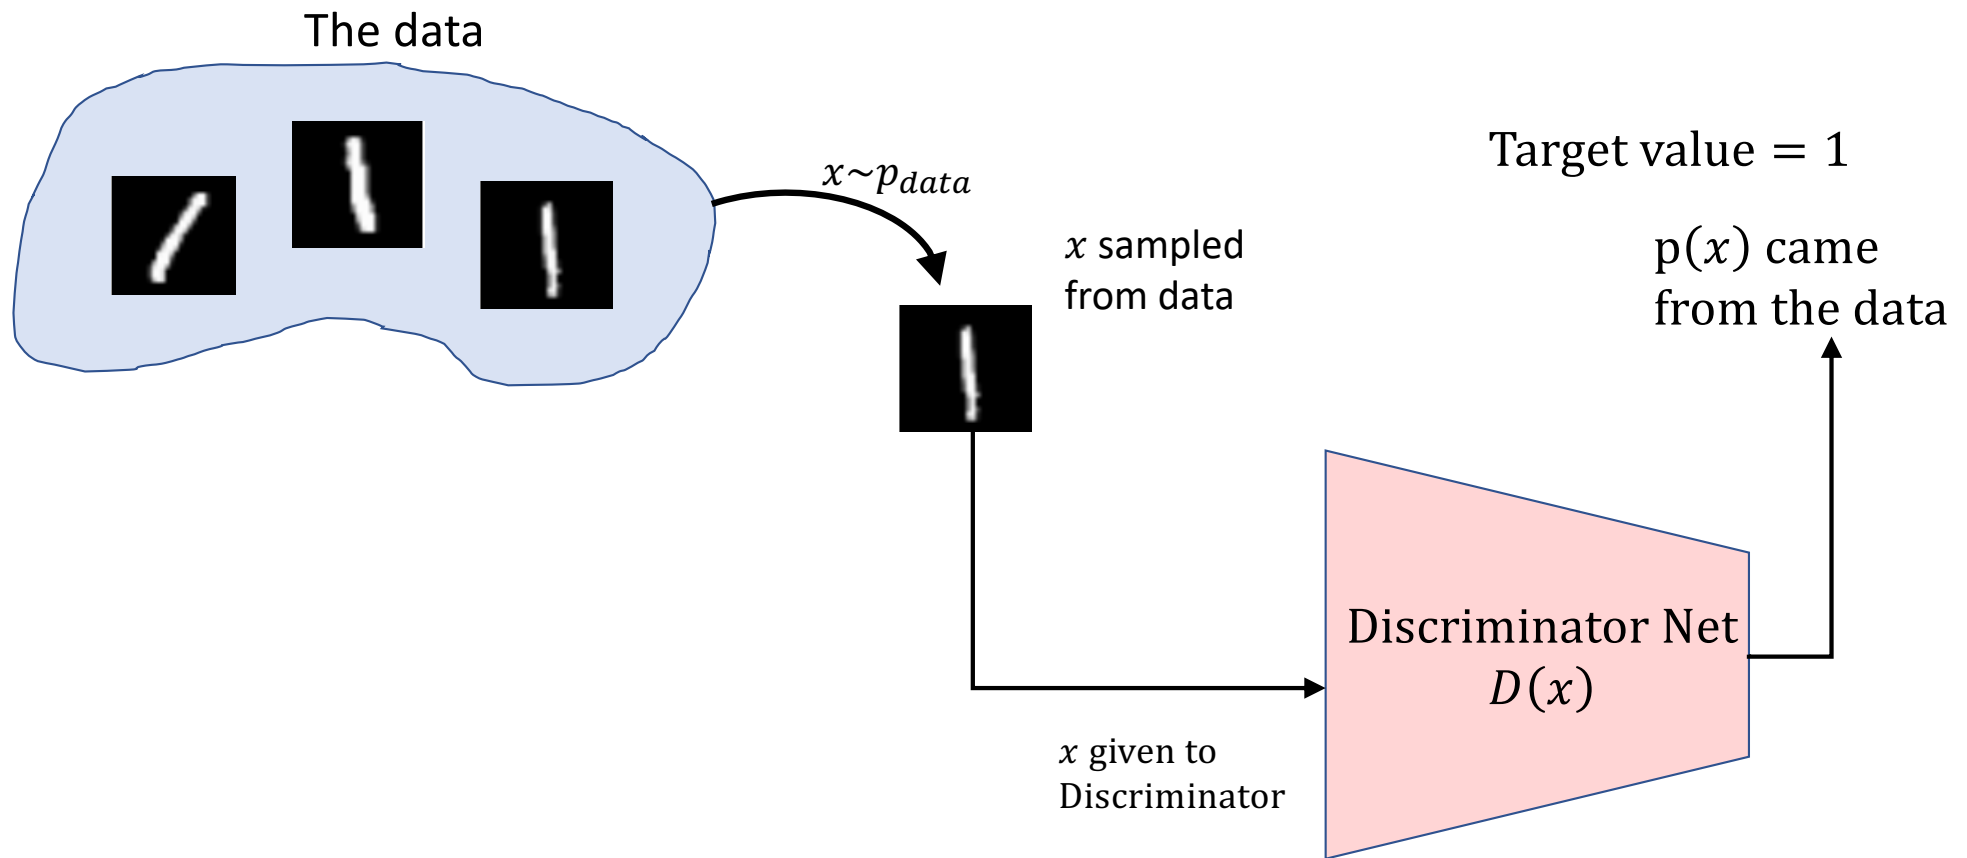 The data
x~p_data
x sampled
from data
Target value = 1
p(x) came
from the data
Discriminator Net
D(x)
x given to
Discriminator